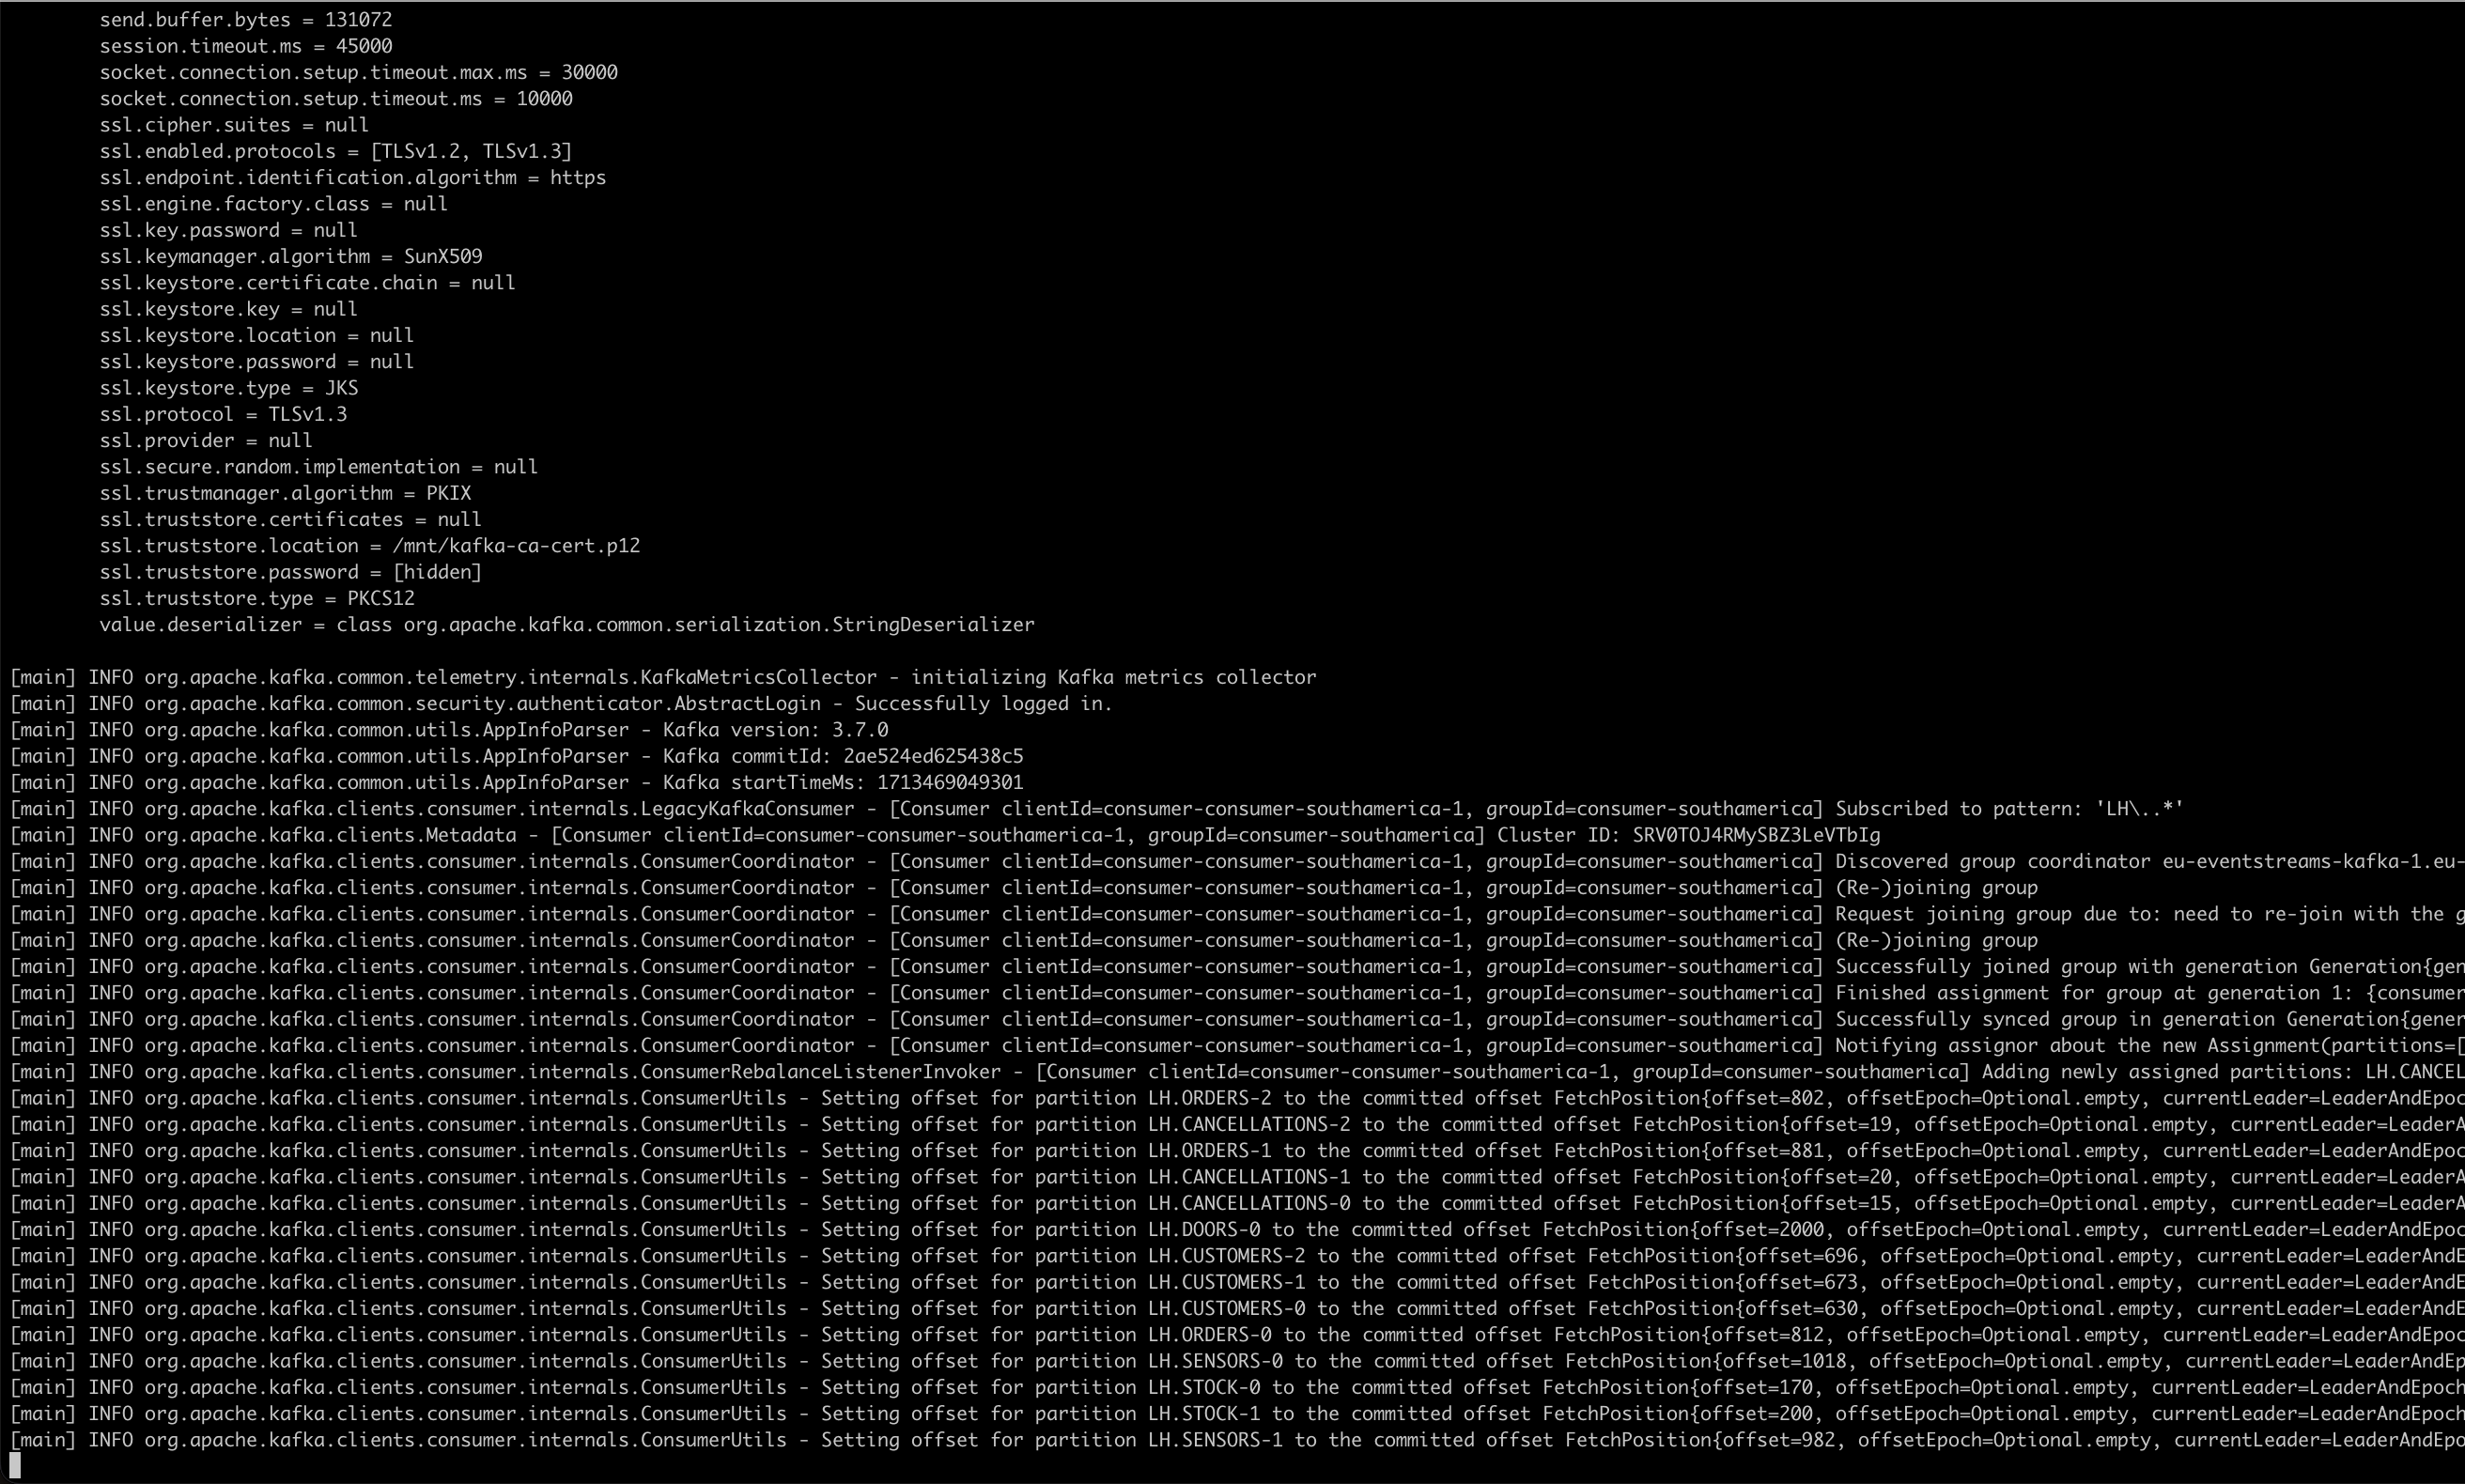 send.buffer.bytes = 131072
session.timeout.ms = 45000
socket.connection.setup.timeout.max.ms = 30000
socket.connection.setup.timeout.ms = 10000
ssl.cipher.suites = null
ssl.enabled.protocols = [TLSv1.2, TLSv1.3]
ssl.endpoint.identification.algorithm = https
ssl.engine.factory.class = null
ssl.key.password = null
ssl.keymanager.algorithm = SunX509
ssl.keystore.certificate.chain = null
ssl.keystore.key = null
ssl.keystore.location = null
ssl.keystore.password = null
ssl.keystore.type = JKS
ssl.protocol = TLSv1.3
ssl.provider = null
ssl.secure.random.implementation = null
ssl.trustmanager.algorithm = PKIX
ssl.truststore.certificates = null
ssl.truststore.location = /mnt/kafka-ca-cert.p12
ssl.truststore.password = [hidden]
ssl.truststore.type = PKCS12
value.deserializer = class org.apache.kafka.common.serialization.StringDeserializer
[main] INFO org.apache.kafka.common.telemetry.internals.KafkaMetricsCollector - initializing Kafka metrics collector
[main] INFO org.apache.kafka.common.security.authenticator.AbstractLogin - Successfully logged in.
[main] INFO org.apache.kafka.common.utils.AppInfoParser - Kafka version: 3.7.0
[main] INFO org.apache.kafka.common.utils.AppInfoParser - Kafka commitId: 2ae524ed625438c5
[main] INFO org.apache.kafka.common.utils.AppInfoParser - Kafka startTimeMs: 1713469049301
[main] INFO org.apache.kafka.clients.consumer.internals.LegacyKafkaConsumer - [Consumer clientId=consumer-consumer-southamerica-1, groupId=consumer-southamerica] Subscribed to pattern: 'LH\..*'
[main] INFO org.apache.kafka.clients.Metadata - [Consumer clientId=consumer-consumer-southamerica-1, groupId=consumer-southamerica] Cluster ID: SRV0TOJ4RMySBZ3LeVTbIg
[main] INFO org.apache.kafka.clients.consumer.internals.ConsumerCoordinator - [Consumer clientId=consumer-consumer-southamerica-1, groupId=consumer-southamerica] Discovered group coordinator eu-eventstreams-kafka-1.eu-
[main] INFO org.apache.kafka.clients.consumer.internals.ConsumerCoordinator - [Consumer clientId=consumer-consumer-southamerica-1, groupId=consumer-southamerica] (Re-)joining group
[main] INFO org.apache.kafka.clients.consumer.internals.ConsumerCoordinator - [Consumer clientId=consumer-consumer-southamerica-1, groupId=consumer-southamerica] Request joining group due to: need to re-join with the g
[main] INFO org.apache.kafka.clients.consumer.internals.ConsumerCoordinator - [Consumer clientId=consumer-consumer-southamerica-1, groupId=consumer-southamerica] (Re-)joining group
[main] INFO org.apache.kafka.clients.consumer.internals.ConsumerCoordinator - [Consumer clientId=consumer-consumer-southamerica-1, groupId=consumer-southamerica] Successfully joined group with generation Generation{gen
[main] INFO org.apache.kafka.clients.consumer.internals.ConsumerCoordinator - [Consumer clientId=consumer-consumer-southamerica-1, groupId=consumer-southamerica] Finished assignment for group at generation 1: {consumer
[main] INFO org.apache.kafka.clients.consumer.internals.ConsumerCoordinator - [Consumer clientId=consumer-consumer-southamerica-1, groupId=consumer-southamerica] Successfully synced group in generation Generation{gener
[main] INFO org.apache.kafka.clients.consumer.internals.ConsumerCoordinator - [Consumer clientId=consumer-consumer-southamerica-1, groupId=consumer-southamerica] Notifying assignor about the new Assignment(partitions=[
[main] INFO org.apache.kafka.clients.consumer.internals.ConsumerRebalanceListenerInvoker - [Consumer clientId=consumer-consumer-southamerica-1, groupId=consumer-southamerica] Adding newly assigned partitions: LH.CANCEL
[main] INFO org.apache.kafka.clients.consumer.internals.ConsumerUtils - Setting offset for partition LH.ORDERS-2 to the committed offset FetchPosition{offset=802, offsetEpoch=Optional.empty, currentLeader=LeaderAndEpoc
[main] INFO org.apache.kafka.clients.consumer.internals.ConsumerUtils - Setting offset for partition LH.CANCELLATIONS-2 to the committed offset FetchPosition{offset=19, offsetEpoch=Optional.empty, currentLeader=LeaderA
[main] INFO org.apache.kafka.clients.consumer.internals.ConsumerUtils - Setting offset for partition LH.ORDERS-1 to the committed offset FetchPosition{offset=881, offsetEpoch=Optional.empty, currentLeader=LeaderAndEpoc
[main] INFO org.apache.kafka.clients.consumer.internals.ConsumerUtils - Setting offset for partition LH.CANCELLATIONS-1 to the committed offset FetchPosition{offset=20, offsetEpoch=Optional.empty, currentLeader=LeaderA
[main] INFO org.apache.kafka.clients.consumer.internals.ConsumerUtils - Setting offset for partition LH.CANCELLATIONS-0 to the committed offset FetchPosition{offset=15, offsetEpoch=Optional.empty, currentLeader=LeaderA
[main] INFO org.apache.kafka.clients.consumer.internals.ConsumerUtils - Setting offset for partition LH.DOORS-0 to the committed offset FetchPosition{offset=2000, offsetEpoch=Optional.empty, currentLeader=LeaderAndEpoc
[main] INFO org.apache.kafka.clients.consumer.internals.ConsumerUtils - Setting offset for partition LH.CUSTOMERS-2 to the committed offset FetchPosition{offset=696, offsetEpoch=Optional.empty, currentLeader=LeaderAndE
[main] INFO org.apache.kafka.clients.consumer.internals.ConsumerUtils - Setting offset for partition LH.CUSTOMERS-1 to the committed offset FetchPosition{offset=673, offsetEpoch=Optional.empty, currentLeader=LeaderAndE
[main] INFO org.apache.kafka.clients.consumer.internals.ConsumerUtils - Setting offset for partition LH.CUSTOMERS-0 to the committed offset FetchPosition{offset=630, offsetEpoch=Optional.empty, currentLeader=LeaderAndE
[main] INFO org.apache.kafka.clients.consumer.internals.ConsumerUtils - Setting offset for partition LH.ORDERS-0 to the committed offset FetchPosition{offset=812, offsetEpoch=Optional.empty, currentLeader=LeaderAndEpoc
[main] INFO org.apache.kafka.clients.consumer.internals.ConsumerUtils - Setting offset for partition LH.SENSORS-0 to the committed offset FetchPosition{offset=1018, offsetEpoch=Optional.empty, currentLeader=LeaderAndEp
[main] INFO org.apache.kafka.clients.consumer.internals.ConsumerUtils - Setting offset for partition LH.STOCK-0 to the committed offset FetchPosition{offset=170, offsetEpoch=Optional.empty, currentLeader=LeaderAndEpoch
[main] INFO org.apache.kafka.clients.consumer.internals.ConsumerUtils - Setting offset for partition LH.STOCK-1 to the committed offset FetchPosition{offset=200, offsetEpoch=Optional.empty, currentLeader=LeaderAndEpoch
[main] INFO org.apache.kafka.clients.consumer.internals.ConsumerUtils - Setting offset for partition LH.SENSORS-1 to the committed offset FetchPosition{offset=982, offsetEpoch=Optional.empty, currentLeader=LeaderAndEpo